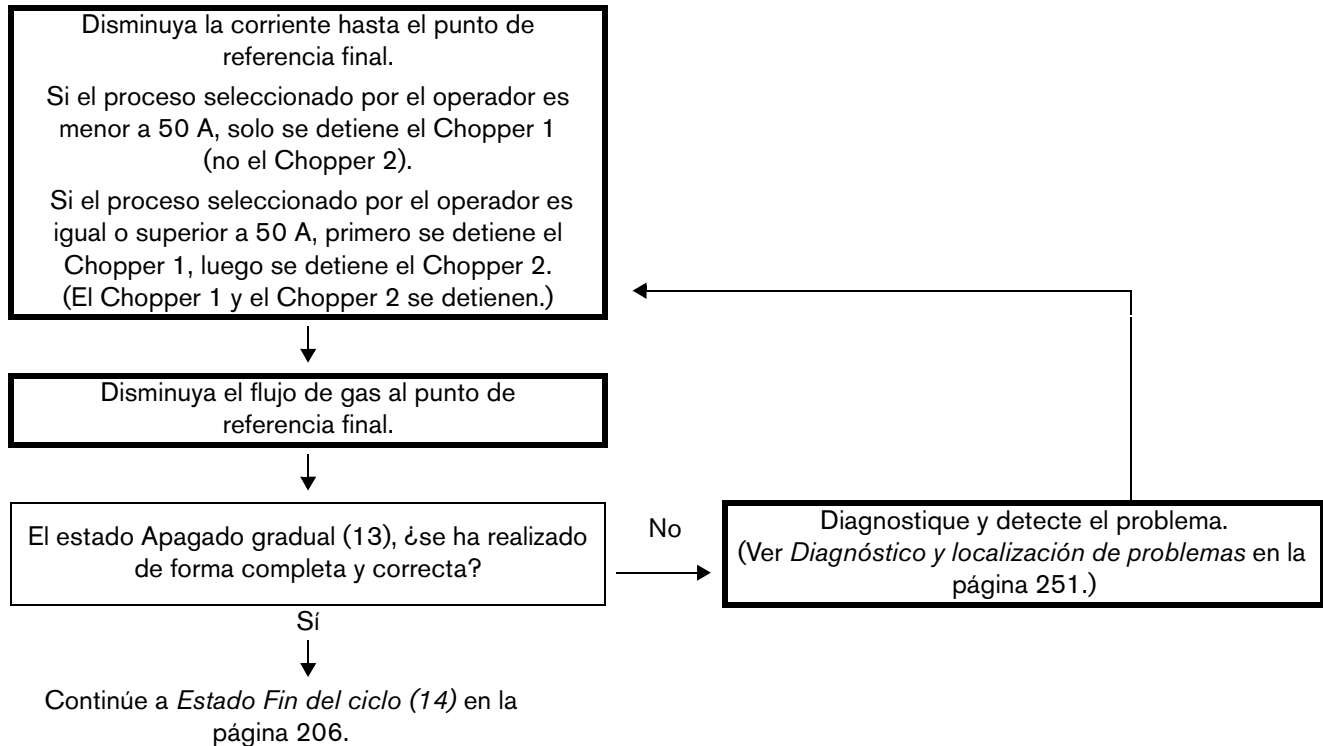 Disminuya la corriente hasta el punto de
referencia final.
Si el proceso seleccionado por el operador es
menor a 50 A, solo se detiene el Chopper 1
(no el Chopper 2).
Si el proceso seleccionado por el operador es
igual o superior a 50 A, primero se detiene el
Chopper 1, luego se detiene el Chopper 2.
(El Chopper 1 y el Chopper 2 se detienen.)
Disminuya el flujo de gas al punto de
referencia final.
El estado Apagado gradual (13), ¿se ha realizado
de forma completa y correcta?
No
Diagnostique y detecte el problema.
(Ver Diagnóstico y localización de problemas en la
página 251.)
Sí
Continúe a Estado Fin del ciclo (14) en la
página 206.